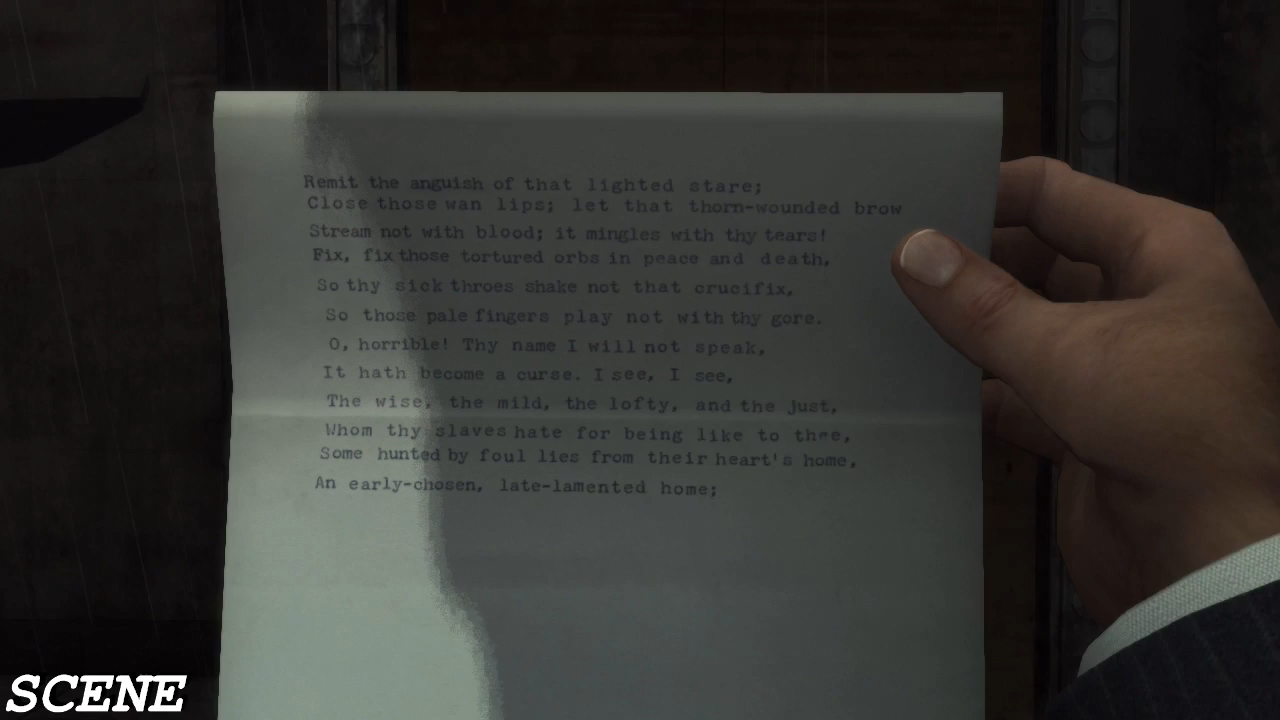 Remit the anguish of that lighted stare;
Close those wan lips; let that thorn-wounded brow
Stream not with blood; it mingles with thy tears!
Fix, fix those tortured orbs in peace and death,
So thy sick throes shake not that crucifix,
So those pale fingers play not with thy gore.
O, horrible! Thy name I will not speak,
It hath become a curse. I see, I see,
The wise, the mild, the lofty, and the just,
Whom thy slaves hate for being like to thee,
Some hunted by foul lies from their heart's home,
An early-chosen, late-lamented home;
SCENE